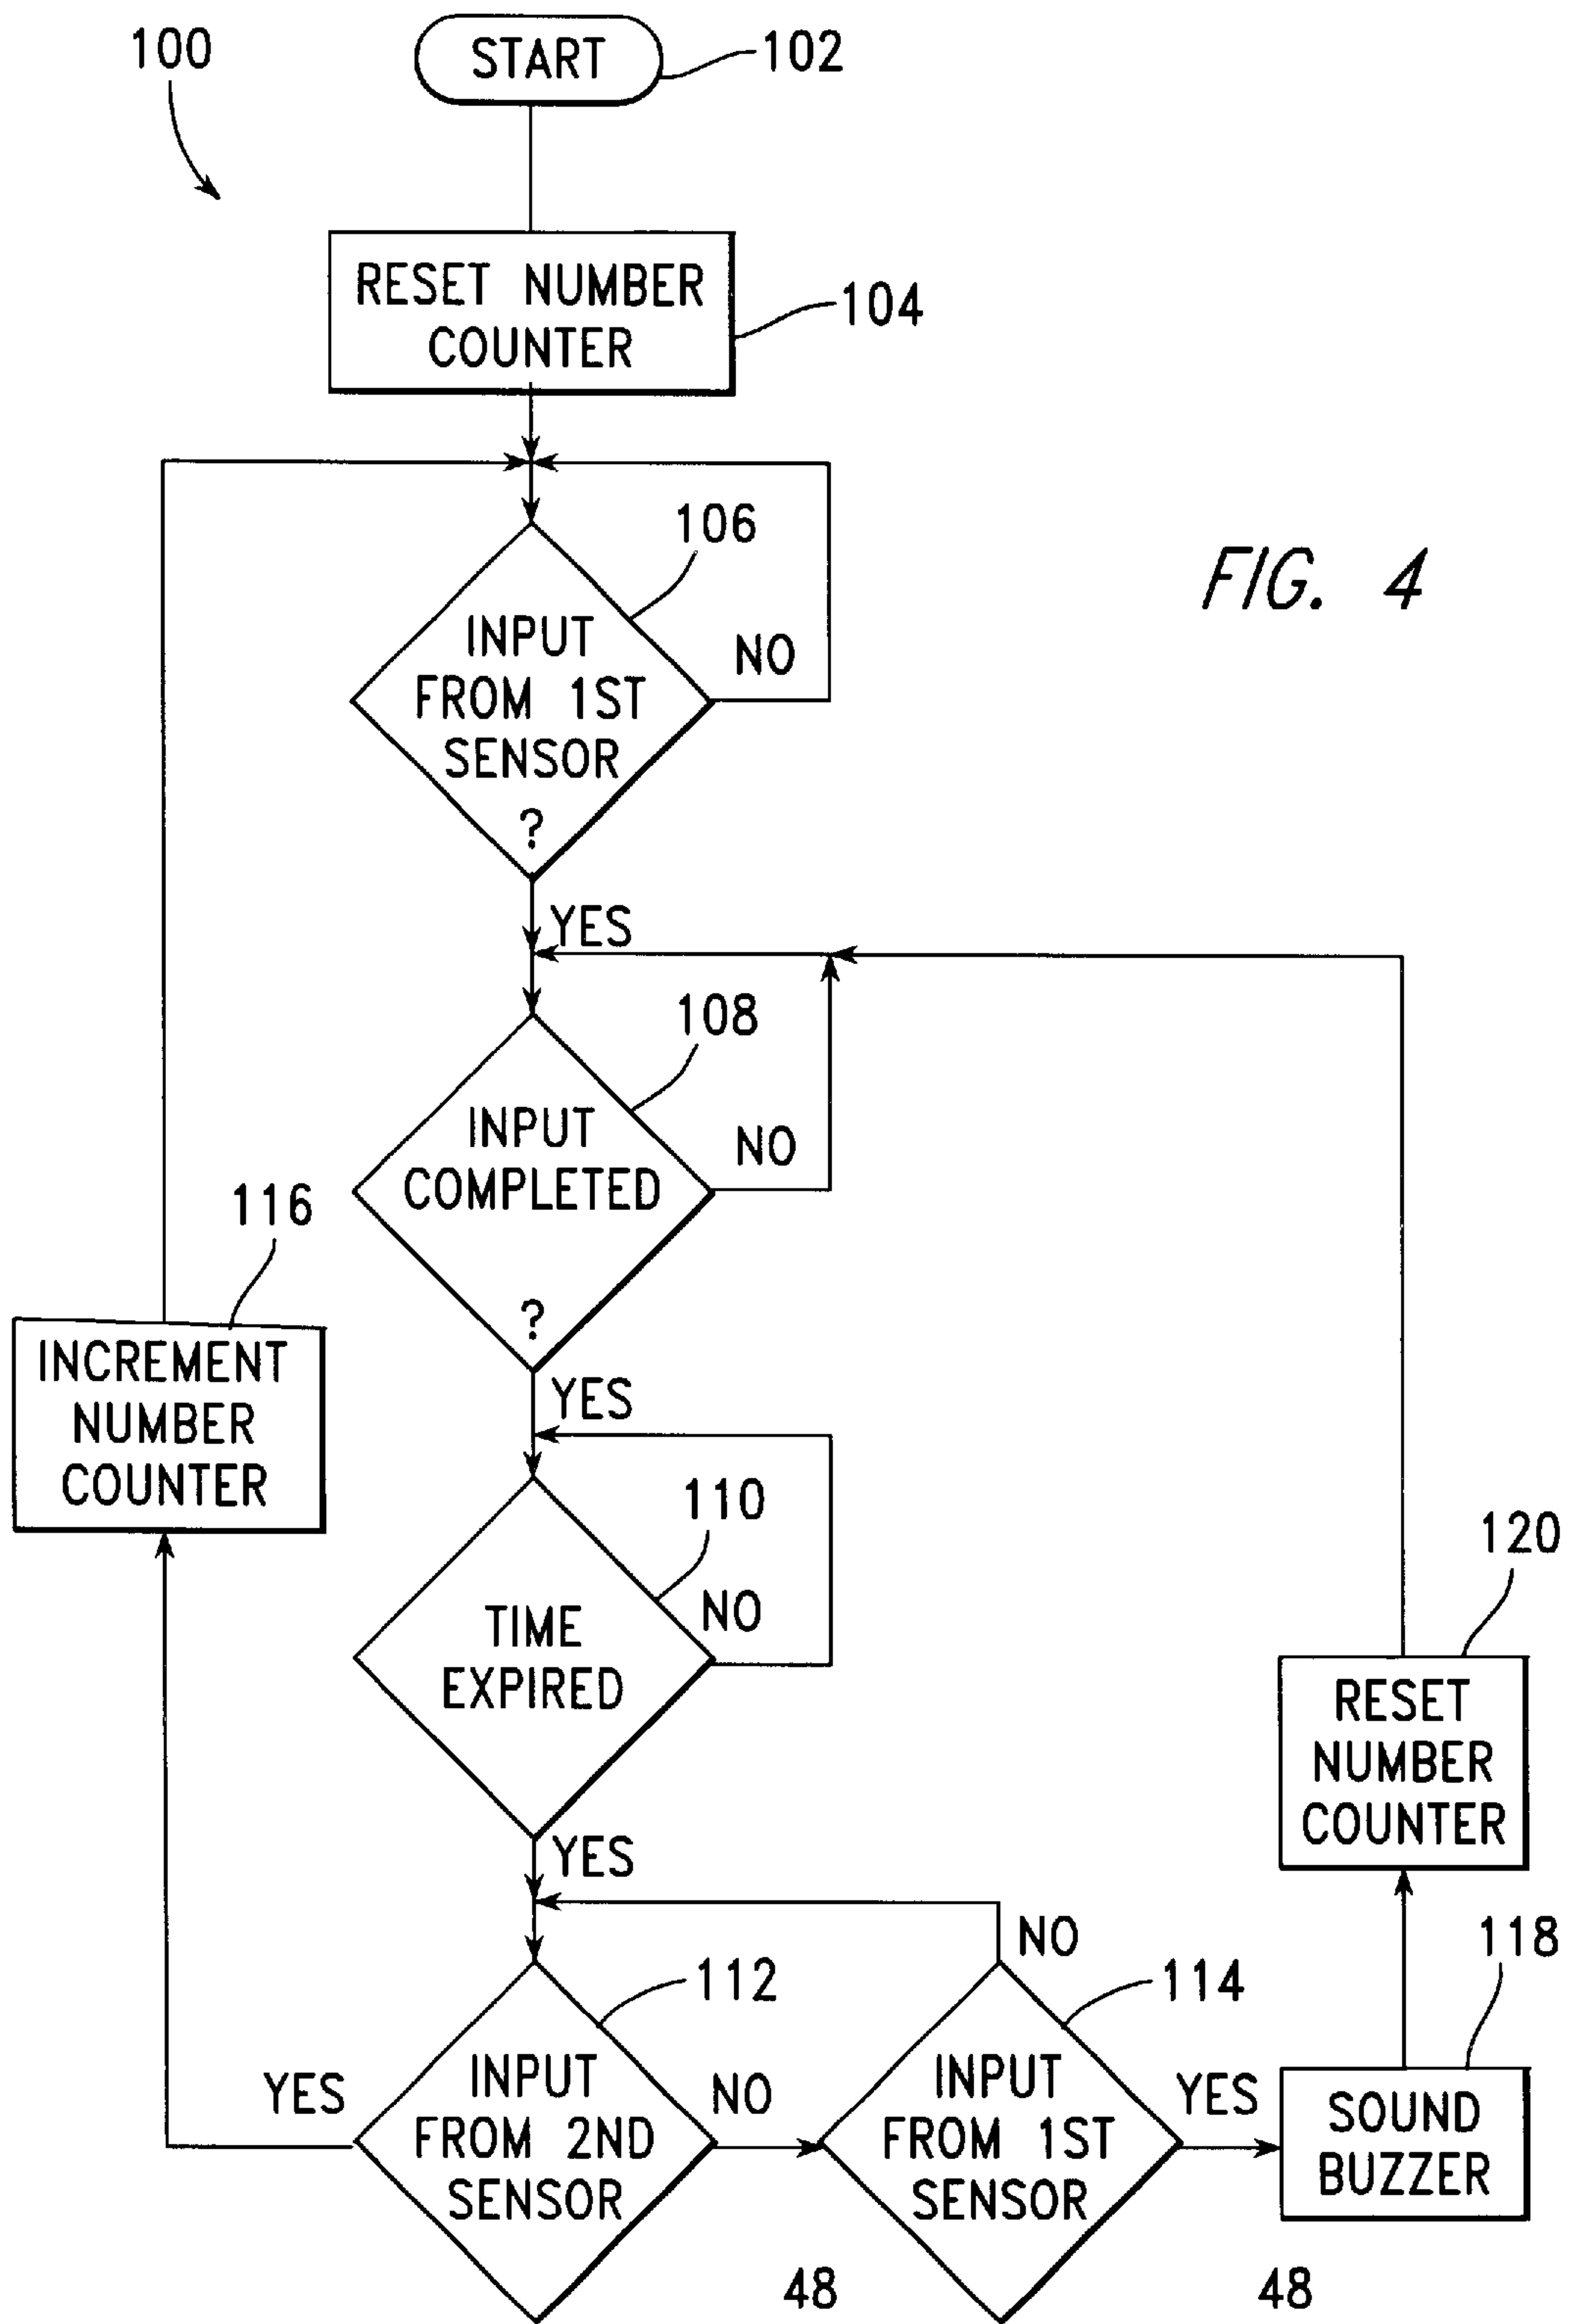 100
START
102
RESET NUMBER
COUNTER
104
106
INPUT
FROM 1ST
SENSOR
?
NO
FIG. 4
YES
108
INPUT
COMPLETED
?
NO
116
INCREMENT
NUMBER
COUNTER
YES
110
TIME
EXPIRED
NO
120
RESET
NUMBER
COUNTER
YES
NO
112
114
118
YES
INPUT
FROM 2ND
SENSOR
NO
INPUT
FROM 1ST
SENSOR
YES
SOUND
BUZZER
48
48